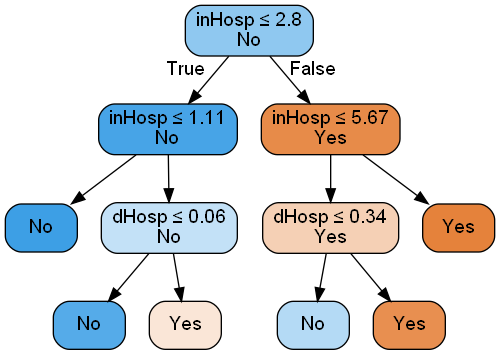 inHosp ≤ 2.8
No
True
False
inHosp ≤ 1.11
No
inHosp ≤ 5.67
Yes
No
dHosp ≤ 0.06
No
dHosp ≤ 0.34
Yes
Yes
No
Yes
No
Yes